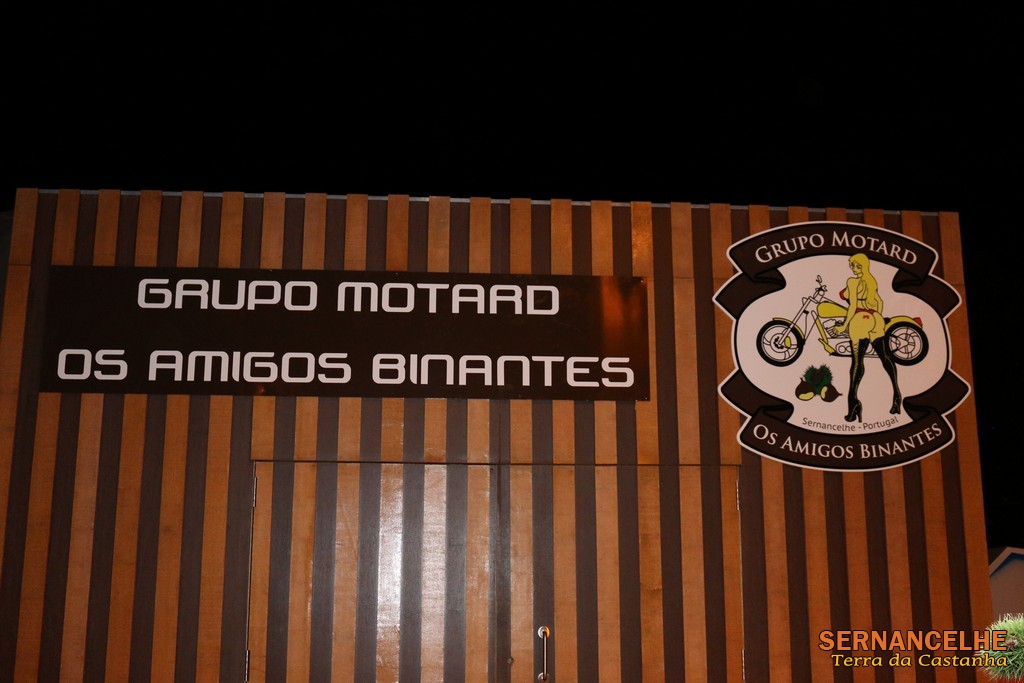 GRUPO MOTARD
OS AMIGOS BINANTES
GRUPO MOTARD
Sernancelhe - Portugal
OS AMIGOS BINANTES
SERNANCELHE
Terra da Castanha